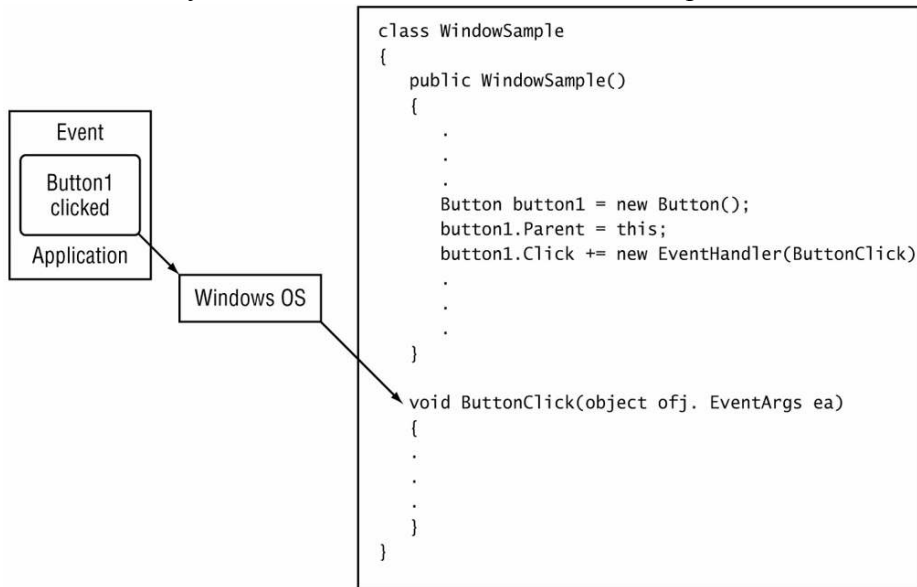 Event
Button1
clicked
Application
Windows OS
class WindowSample
{
public WindowSample()
{
.
.
.
Button button1 = new Button();
button1.Parent = this;
button1.Click += new EventHandler(ButtonClick)
.
.
.
}
void ButtonClick(object ofj. EventArgs ea)
{
.
.
.
}
}